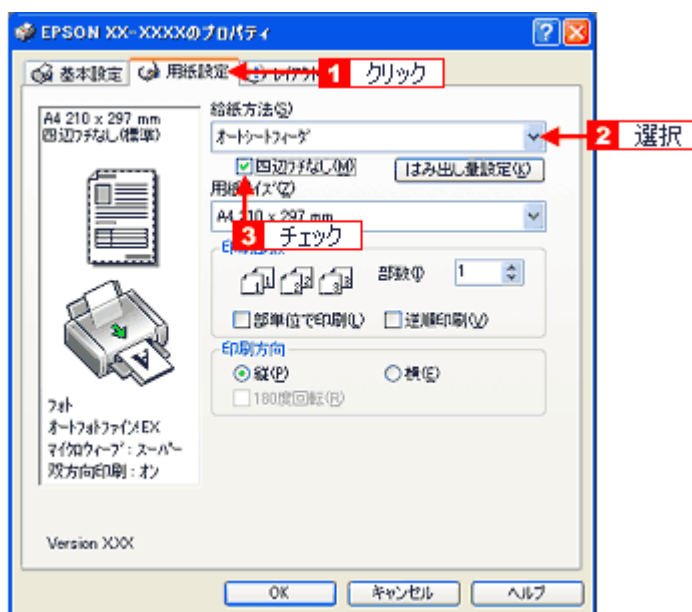 EPSON XX-XXXXのプロパティ
基本設定
用紙設定
1 クリック
A4 210 x 297 mm
四辺フチなし(標準)
給紙方法(S)
オートシートフィーダ
2 選択
四辺フチなし(M)
はみ出し量設定(K)
用紙サイズ(Z)
A4 210 x 297 mm
3 チェック
部数(I)
1
部単位で印刷(L)
逆順印刷(V)
印刷方向
縦(P)
横(E)
180度回転(R)
フォト
オートフォトファイン!EX
マイクロウィーブ:スーパー
双方向印刷:オン
Version XXX
OK
キャンセル
ヘルプ